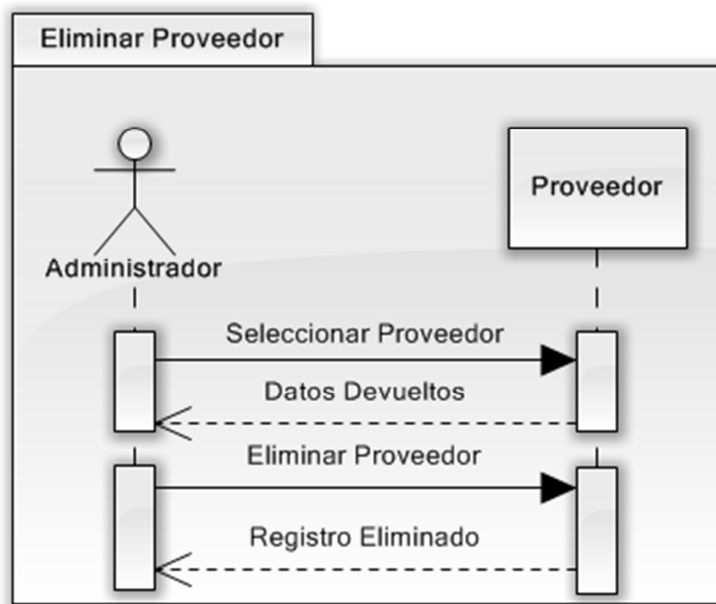 Eliminar Proveedor
Proveedor
Administrador
Seleccionar Proveedor
Datos Devueltos
Eliminar Proveedor
Registro Eliminado